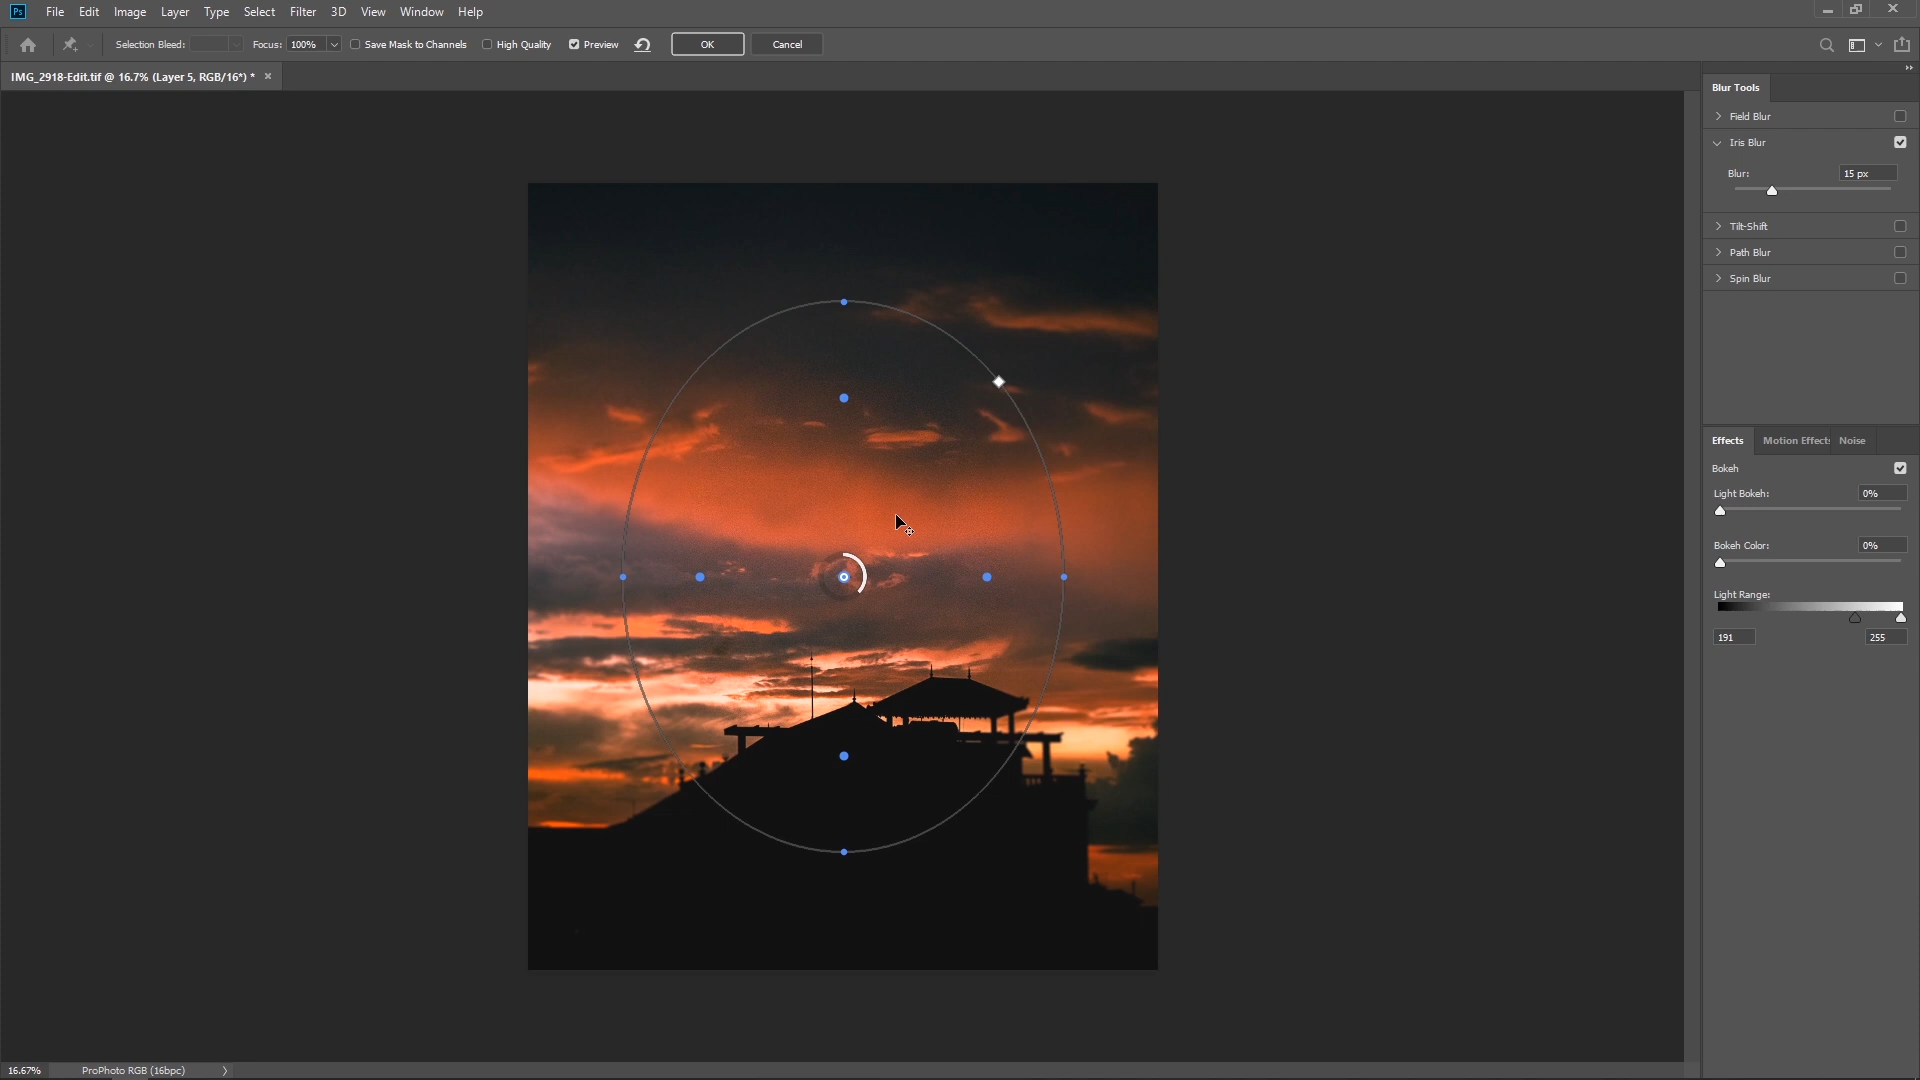 Ps File Edit Image Layer Type Select Filter 3D View Window Help
Selection Bleed: Focus: 100% Save Mask to Channels High Quality Preview OK Cancel
IMG_2918-Edit.tif @ 16.7% (Layer 5, RGB/16*) * ×
Blur Tools
Field Blur
Iris Blur
Blur: 15 px
Tilt-Shift
Path Blur
Spin Blur
Effects Motion Effects Noise
Bokeh
Light Bokeh: 0%
Bokeh Color: 0%
Light Range:
191 255
16.67% ProPhoto RGB (16bpc)